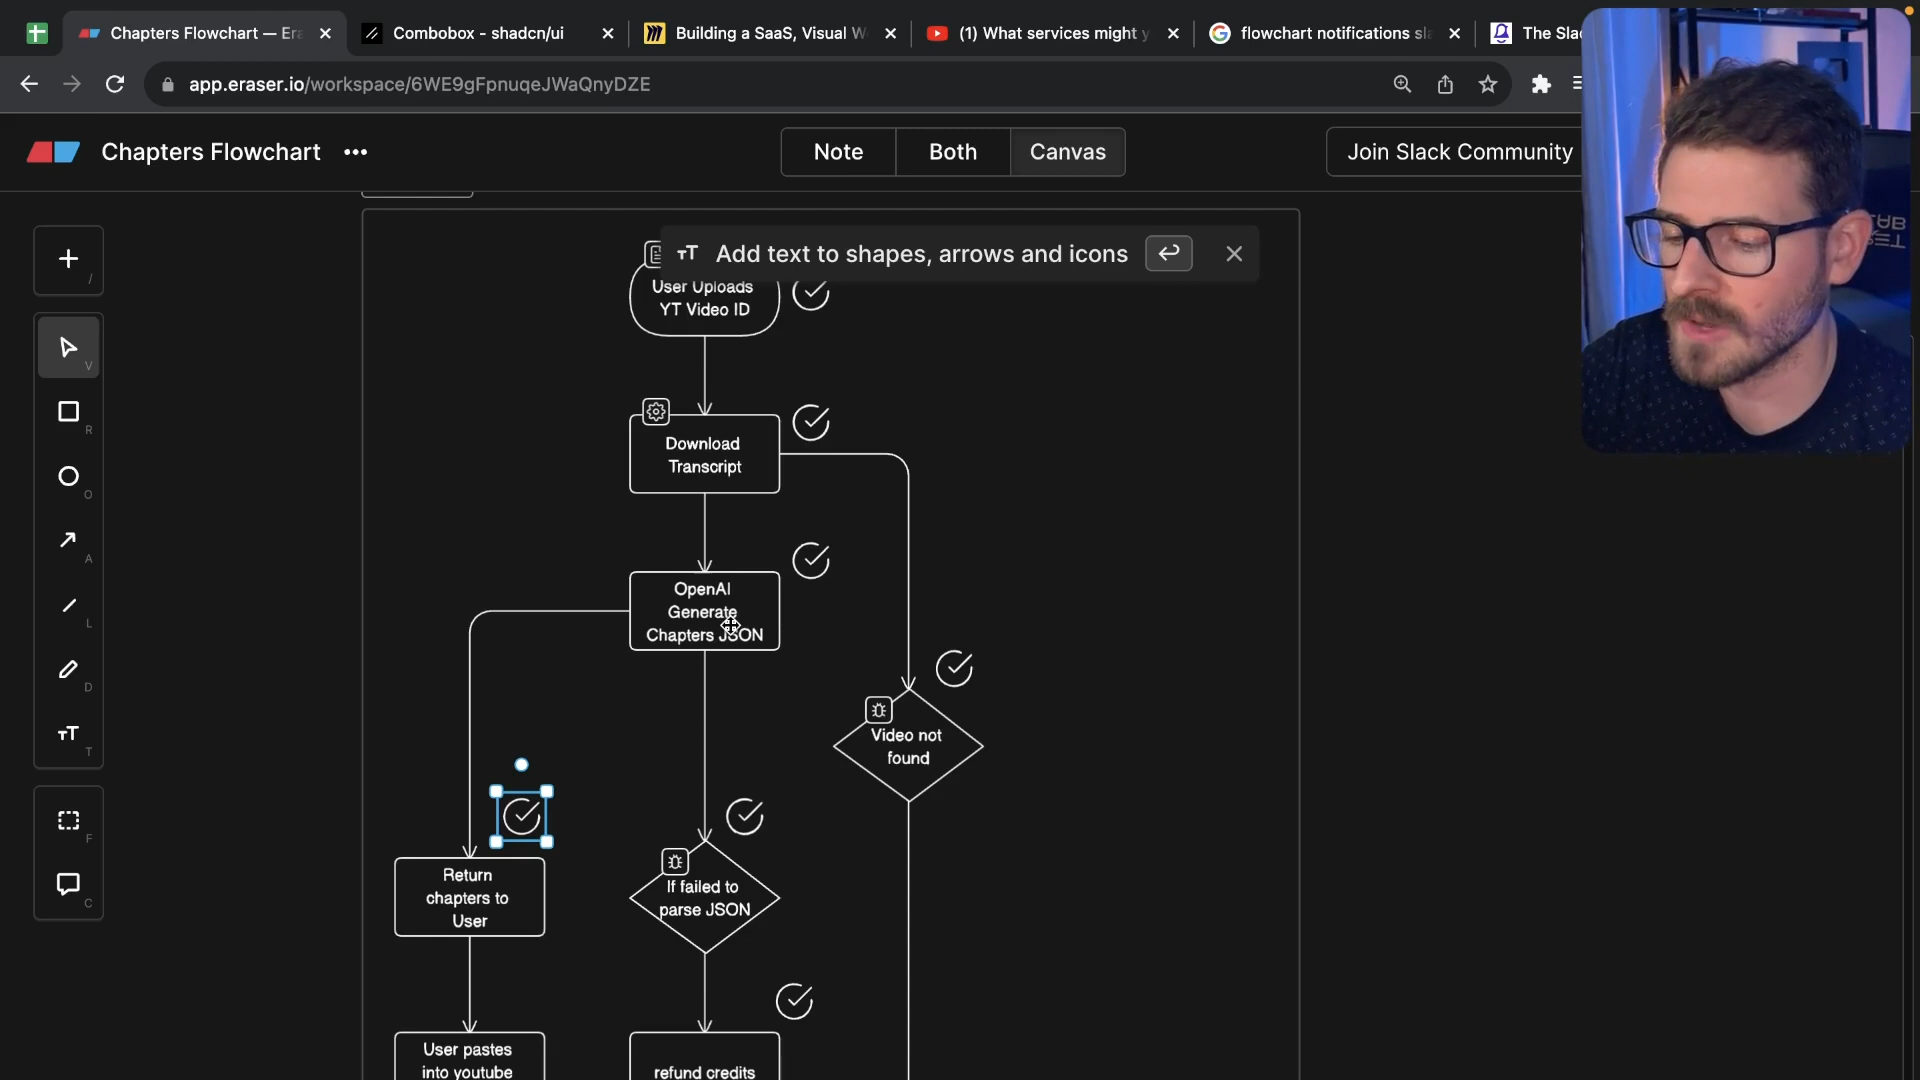 Chapters Flowchart — Era
Combobox - shadcn/ui
Building a SaaS, Visual W
(1) What services might y
flowchart notifications sla
The Slac
app.eraser.io/workspace/6WE9gFpnuqeJWaQnyDZE
Chapters Flowchart
Note
Both
Canvas
Join Slack Community
/
V
R
O
A
L
D
T
F
C
Add text to shapes, arrows and icons
User Uploads
YT Video ID
Download
Transcript
OpenAI
Generate
Chapters JSON
Video not
found
Return
chapters to
User
If failed to
parse JSON
User pastes
into youtube
refund credits